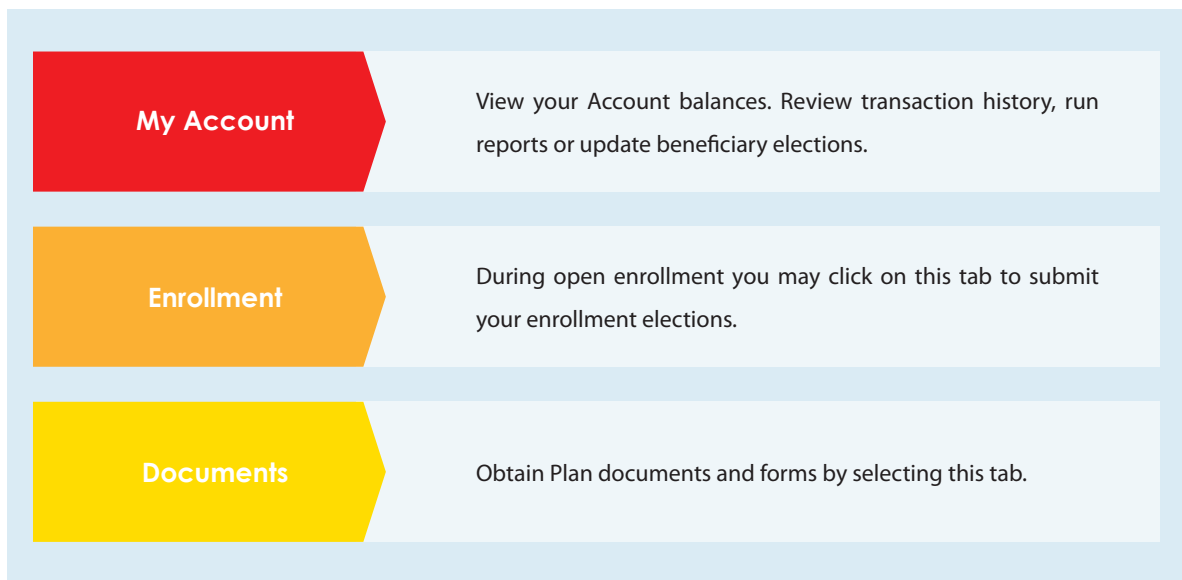 My Account
View your Account balances. Review transaction history, run
reports or update beneficiary elections.
Enrollment
During open enrollment you may click on this tab to submit
your enrollment elections.
Documents
Obtain Plan documents and forms by selecting this tab.